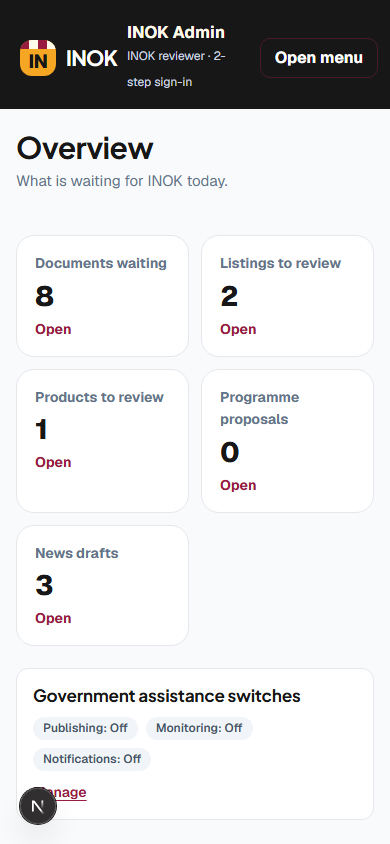 IN
INOK
INOK Admin
INOK reviewer · 2-
step sign-in
Open menu
Overview
What is waiting for INOK today.
Documents waiting
8
Open
Listings to review
2
Open
Products to review
1
Open
Programme
proposals
0
Open
News drafts
3
Open
Government assistance switches
Publishing: Off
Monitoring: Off
Notifications: Off
N